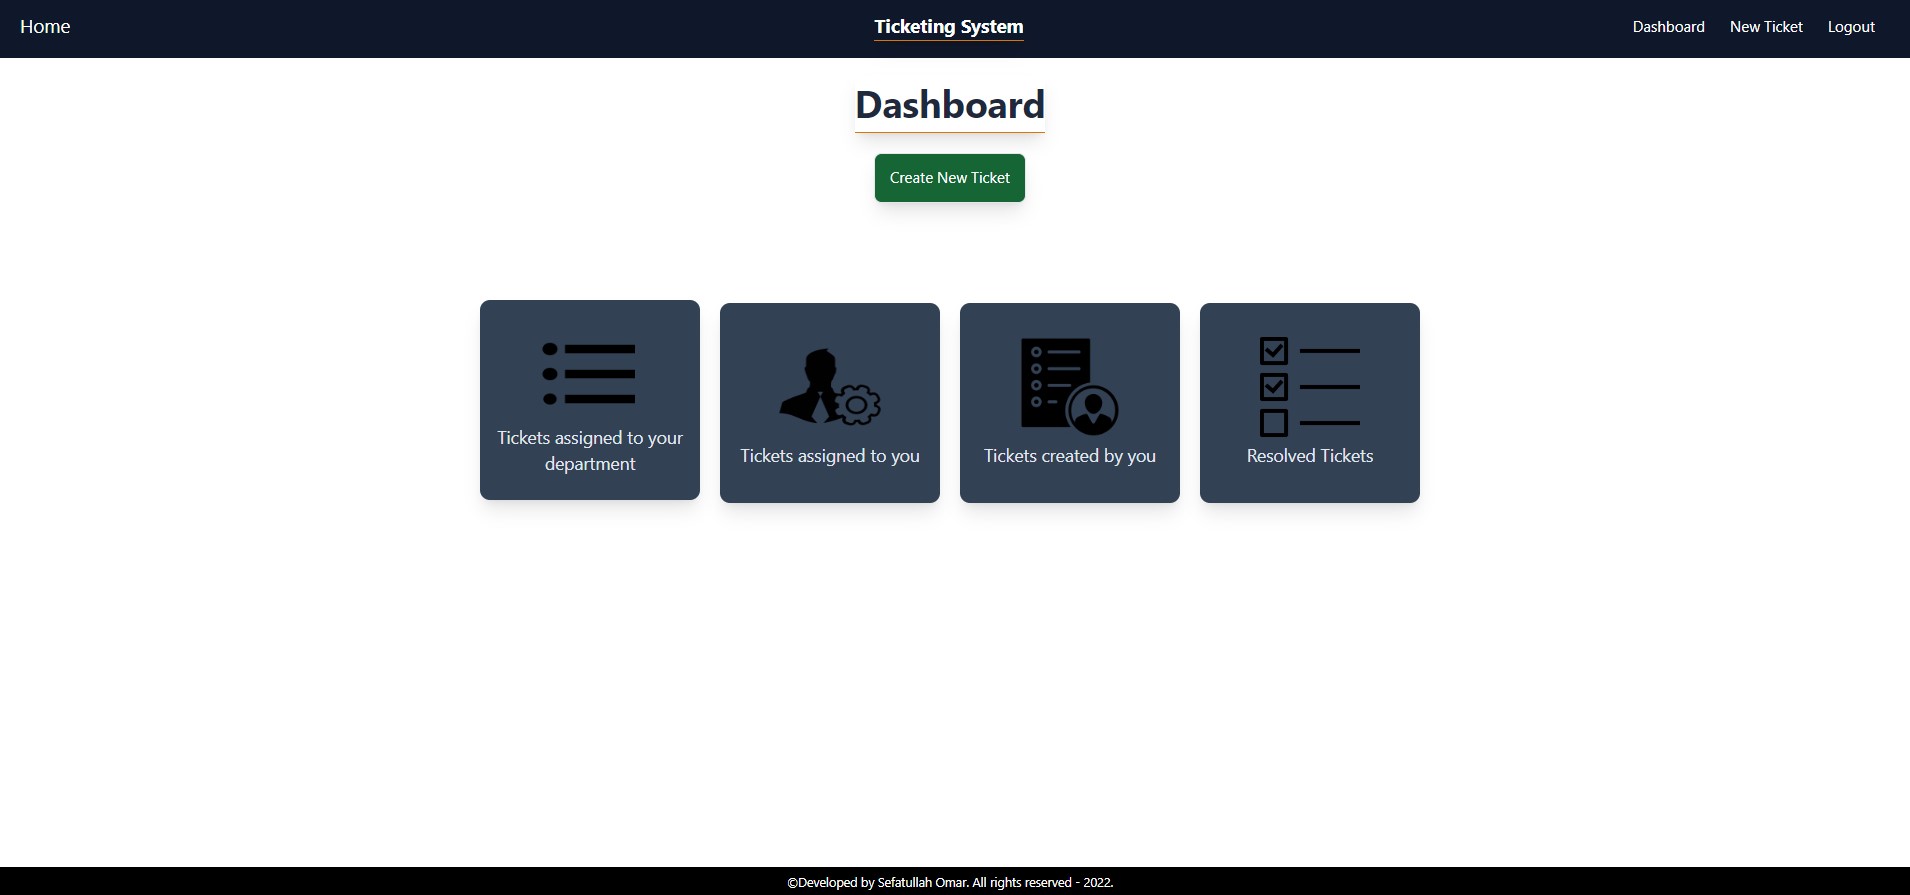 Home
Ticketing System
Dashboard
New Ticket
Logout
Dashboard
Create New Ticket
Tickets assigned to your
department
Tickets assigned to you
Tickets created by you
Resolved Tickets
©Developed by Sefatullah Omar. All rights reserved - 2022.